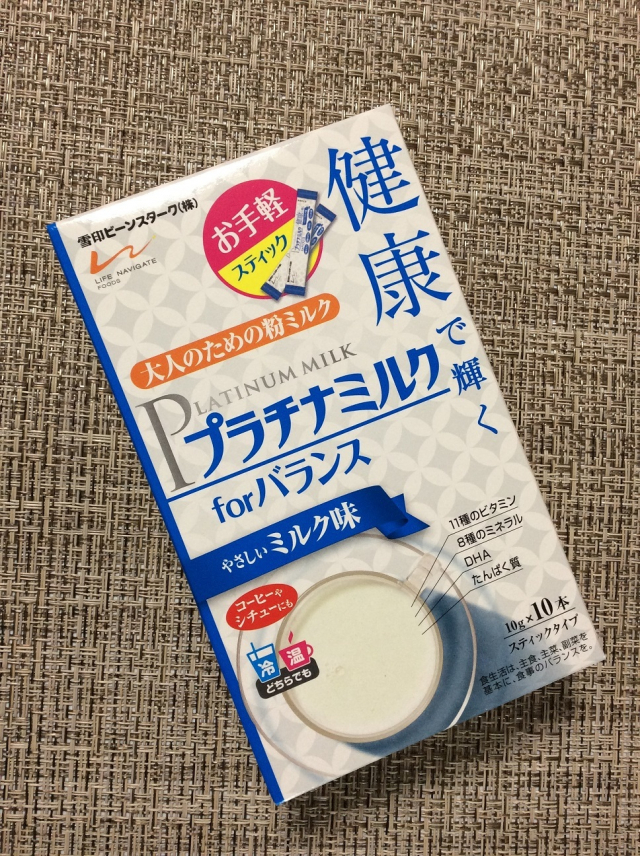 雪印ビーンスターク(株)
LIFE NAVIGATE
FOODS
お手軽
スティック
健康で輝く
大人のための粉ミルク
PLATINUM MILK
プラチナミルク
forバランス
やさしいミルク味
11種のビタミン
8種のミネラル
DHA
たんぱく質
コーヒーや
シチューにも
冷 温
どちらでも
10g×10本
スティックタイプ
食生活は、主食、主菜、副菜を
基本に、食事のバランスを。